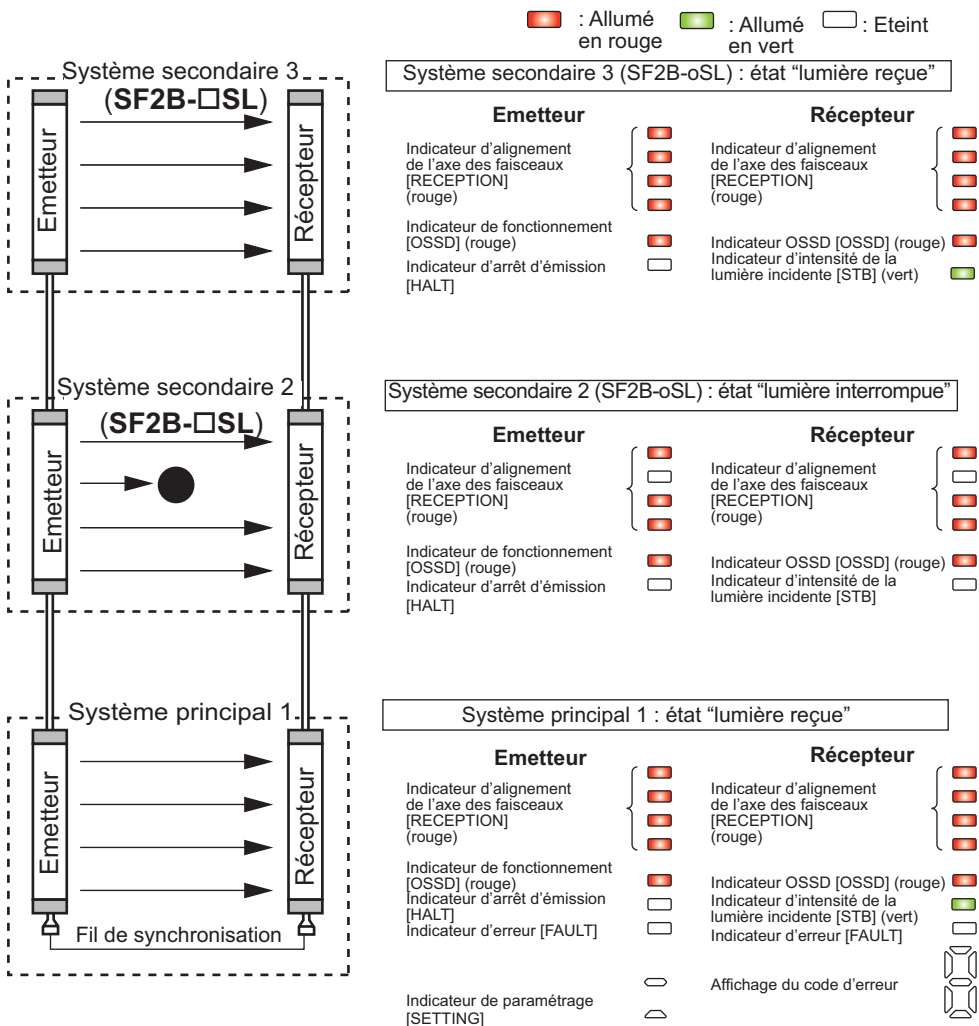 : Allumé
en rouge
: Allumé
en vert
: Eteint
Système secondaire 3
(SF2B-□SL)
Emetteur
Récepteur
Système secondaire 3 (SF2B-oSL) : état “lumière reçue”
Emetteur
Indicateur d’alignement
de l’axe des faisceaux
[RECEPTION]
(rouge)
Indicateur de fonctionnement
[OSSD] (rouge)
Indicateur d’arrêt d’émission
[HALT]
Récepteur
Indicateur d’alignement
de l’axe des faisceaux
[RECEPTION]
(rouge)
Indicateur OSSD [OSSD] (rouge)
Indicateur d’intensité de la
lumière incidente [STB] (vert)
Système secondaire 2
(SF2B-□SL)
Emetteur
Récepteur
Système secondaire 2 (SF2B-oSL) : état “lumière interrompue”
Emetteur
Indicateur d’alignement
de l’axe des faisceaux
[RECEPTION]
(rouge)
Indicateur de fonctionnement
[OSSD] (rouge)
Indicateur d’arrêt d’émission
[HALT]
Récepteur
Indicateur d’alignement
de l’axe des faisceaux
[RECEPTION]
(rouge)
Indicateur OSSD [OSSD] (rouge)
Indicateur d’intensité de la
lumière incidente [STB]
Système principal 1
Emetteur
Récepteur
Fil de synchronisation
Système principal 1 : état “lumière reçue”
Emetteur
Indicateur d’alignement
de l’axe des faisceaux
[RECEPTION]
(rouge)
Indicateur de fonctionnement
[OSSD] (rouge)
Indicateur d’arrêt d’émission
[HALT]
Indicateur d’erreur [FAULT]
Indicateur de paramétrage
[SETTING]
Récepteur
Indicateur d’alignement
de l’axe des faisceaux
[RECEPTION]
(rouge)
Indicateur OSSD [OSSD] (rouge)
Indicateur d’intensité de la
lumière incidente [STB] (vert)
Indicateur d’erreur [FAULT]
Affichage du code d’erreur